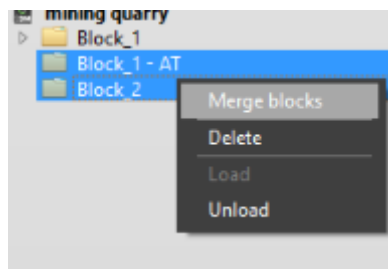 mining quarry
Block_1
Block_1 - AT
Block_2
Merge blocks
Delete
Load
Unload